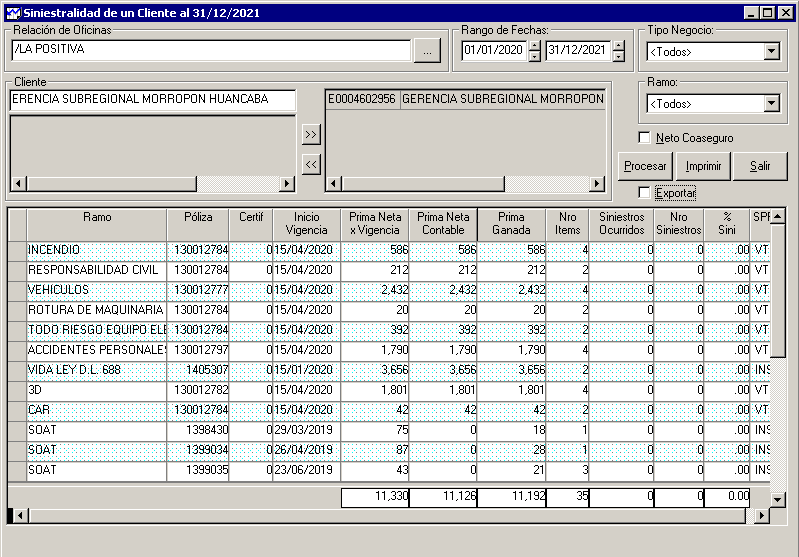 Siniestralidad de un Cliente al 31/12/2021
Relación de Oficinas
/LA POSITIVA
...
Rango de Fechas:
01/01/2020 31/12/2021
Tipo Negocio:
<Todos>
Cliente
ERENCIA SUBREGIONAL MORROPON HUANCABA
>>
<<
E0004602956 GERENCIA SUBREGIONAL MORROPON
Ramo:
<Todos>
Neto Coaseguro
Procesar Imprimir Salir
Exportar
Ramo Póliza Certif Inicio Vigencia Prima Neta x Vigencia Prima Neta Contable Prima Ganada Nro Items Siniestros Ocurridos Nro Siniestros % Sini SPF
INCENDIO 130012784 0 15/04/2020 586 586 586 4 0 0 .00 VT
RESPONSABILIDAD CIVIL 130012784 0 15/04/2020 212 212 212 2 0 0 .00 VT
VEHICULOS 130012777 0 15/04/2020 2,432 2,432 2,432 4 0 0 .00 VT
ROTURA DE MAQUINARIA 130012784 0 15/04/2020 20 20 20 2 0 0 .00 VT
TODO RIESGO EQUIPO ELE 130012784 0 15/04/2020 392 392 392 2 0 0 .00 VT
ACCIDENTES PERSONALES 130012797 0 15/04/2020 1,790 1,790 1,790 4 0 0 .00 VT
VIDA LEY D.L. 688 1405307 0 15/01/2020 3,656 3,656 3,656 2 0 0 .00 INS
3D 130012782 0 15/04/2020 1,801 1,801 1,801 4 0 0 .00 VT
CAR 130012784 0 15/04/2020 42 42 42 2 0 0 .00 VT
SOAT 1398430 0 29/03/2019 75 0 18 1 0 0 .00 INS
SOAT 1399034 0 26/04/2019 87 0 28 1 0 0 .00 INS
SOAT 1399035 0 23/06/2019 43 0 21 3 0 0 .00 INS
11,330 11,126 11,192 35 0 0 0.00